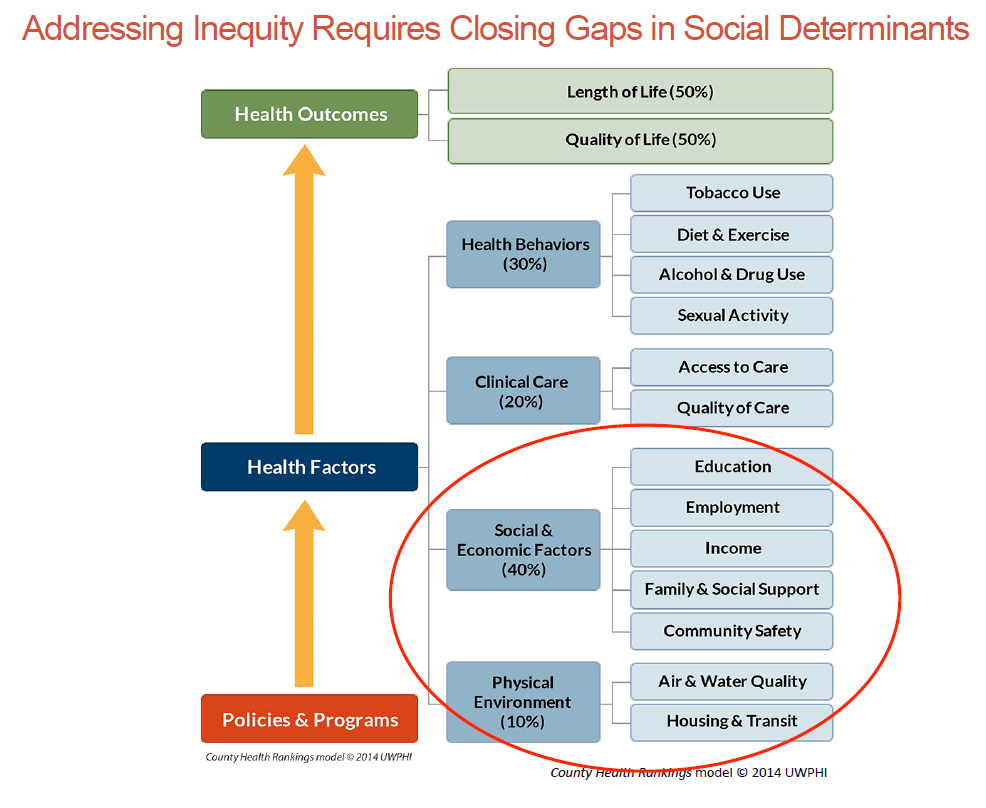 Addressing Inequity Requires Closing Gaps in Social Determinants
Health Outcomes
Length of Life (50%)
Quality of Life (50%)
Health Behaviors
(30%)
Tobacco Use
Diet & Exercise
Alcohol & Drug Use
Sexual Activity
Clinical Care
(20%)
Access to Care
Quality of Care
Health Factors
Social &
Economic Factors
(40%)
Education
Employment
Income
Family & Social Support
Community Safety
Physical
Environment
(10%)
Air & Water Quality
Housing & Transit
Policies & Programs
County Health Rankings model © 2014 UWPHI
County Health Rankings model © 2014 UWPHI